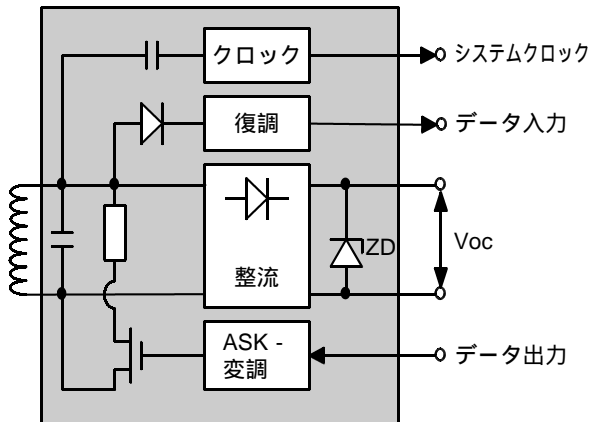 クロック
システムクロック
復調
データ入力
ZD
Voc
整流
ASK -
変調
データ出力